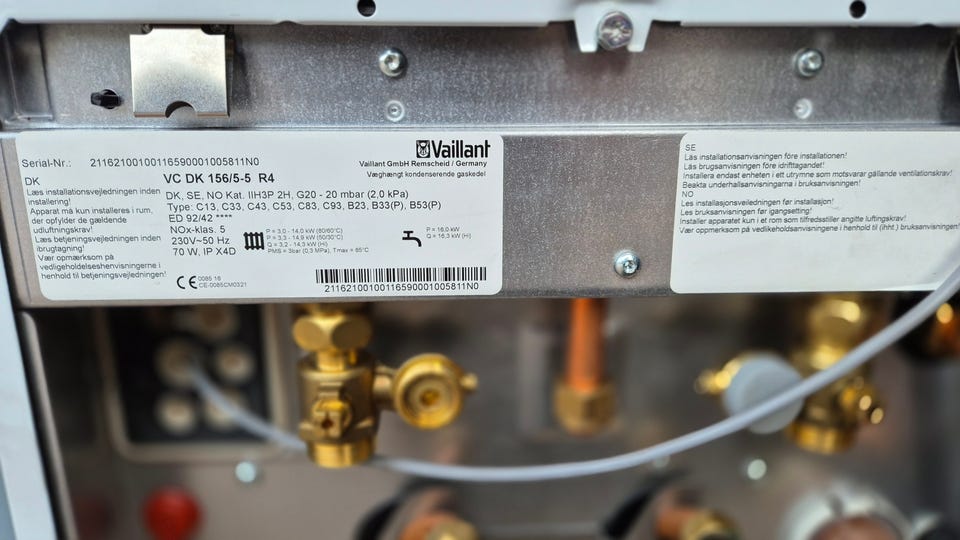 Serial-Nr.: 21162100100116590001005811N0
Vaillant
Vaillant GmbH Remscheid / Germany
Væghængt kondenserende gaskedel
DK
Læs installationsvejledningen inden
installering!
Apparat må kun installeres i rum,
der opfylder de gældende
udluftningskrav!
Læs betjeningsvejledningen inden
ibrugtagning!
Vær opmærksom på
vedligeholdelseshenvisningerne i
henhold til betjeningsvejledningen!
VC DK 156/5-5 R4
DK, SE, NO Kat. IIH3P 2H, G20 - 20 mbar (2,0 kPa)
Type: C13, C33, C43, C53, C83, C93, B23, B33(P), B53(P)
ED 92/42 ****
NOx-klas. 5
230V~50 Hz
70 W, IP X4D
P = 3,0 - 14,0 kW (80/60°C)
P = 3,3 - 14,9 kW (50/30°C)
Q = 3,2 - 14,3 kW (Hi)
PMS = 3bar (0,3 MPa), Tmax = 85°C
P = 16,0 kW
Q = 16,3 kW (Hi)
CE 0085 16
CE-0085CM0321
21162100100116590001005811N0
SE
Läs installationsanvisningen före installationen!
Läs brugsanvisningen före idrifttagandet!
Installera endast enheten i ett utrymme som motsvarar gällande ventilationskrav!
Beakta underhallsanvisningarna i bruksanvisningen!
NO
Les installasjonsveiledningen før installasjon!
Les bruksanvisningen før igangsetting!
Installer apparatet kun i et rom som tilfredsstiller angitte luftingskrav!
Vær oppmerksom på vedlikeholdsanvisningene i henhold til (ihht.) bruksanvisningen.